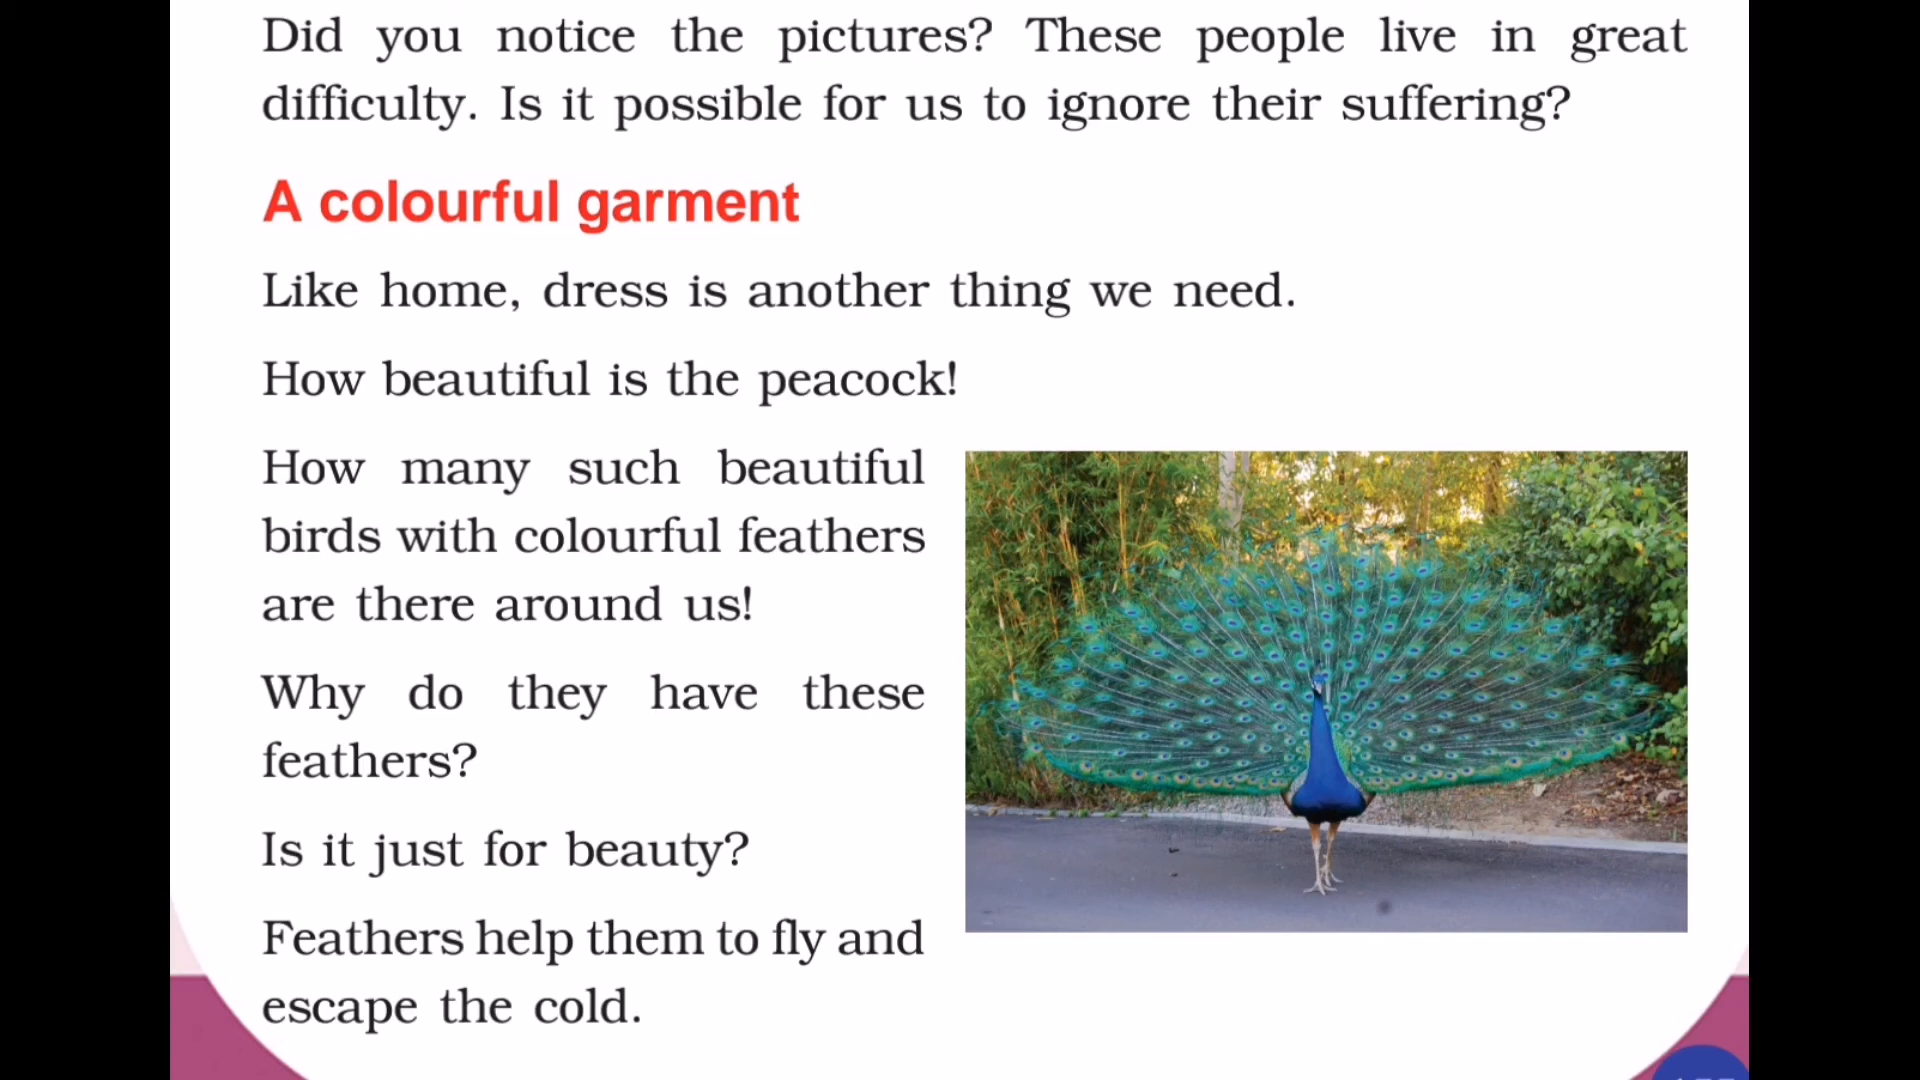 Did you notice the pictures? These people live in great
difficulty. Is it possible for us to ignore their suffering?
A colourful garment
Like home, dress is another thing we need.
How beautiful is the peacock!
How many such beautiful
birds with colourful feathers
are there around us!
Why do they have these
feathers?
Is it just for beauty?
Feathers help them to fly and
escape the cold.